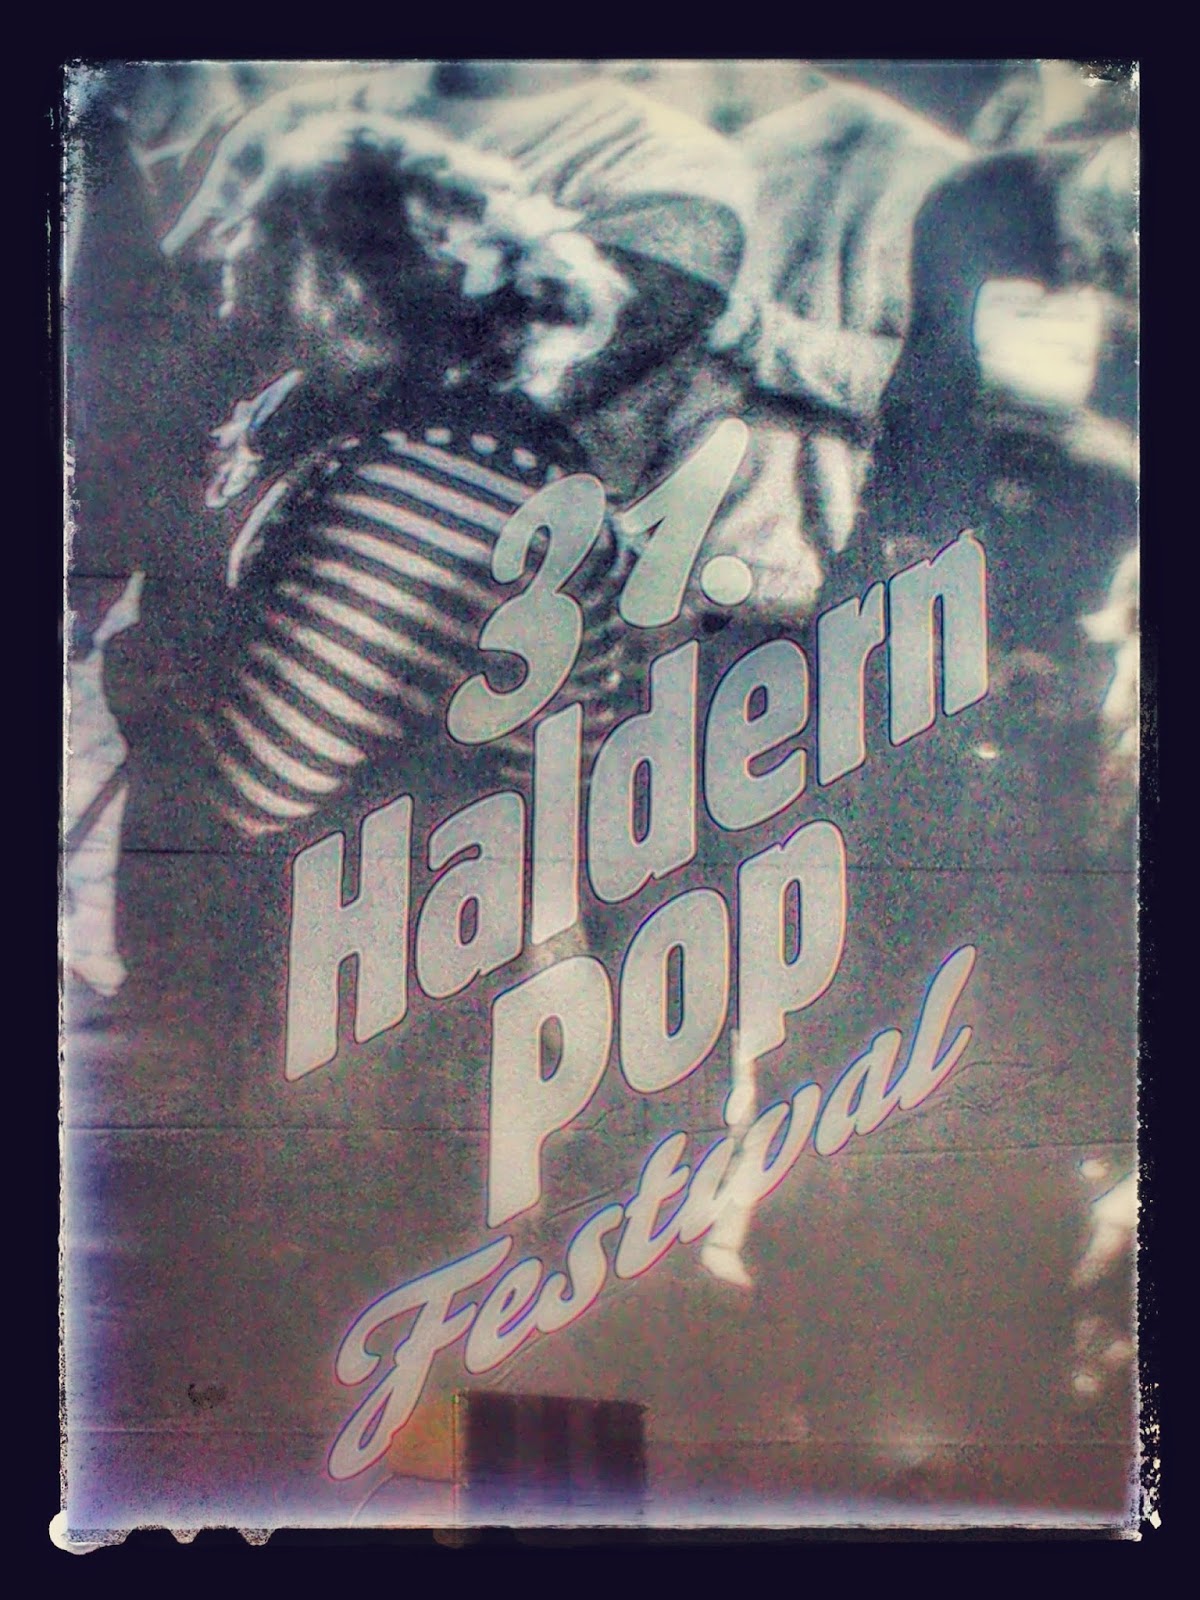 31.
Haldern
Pop
Festival